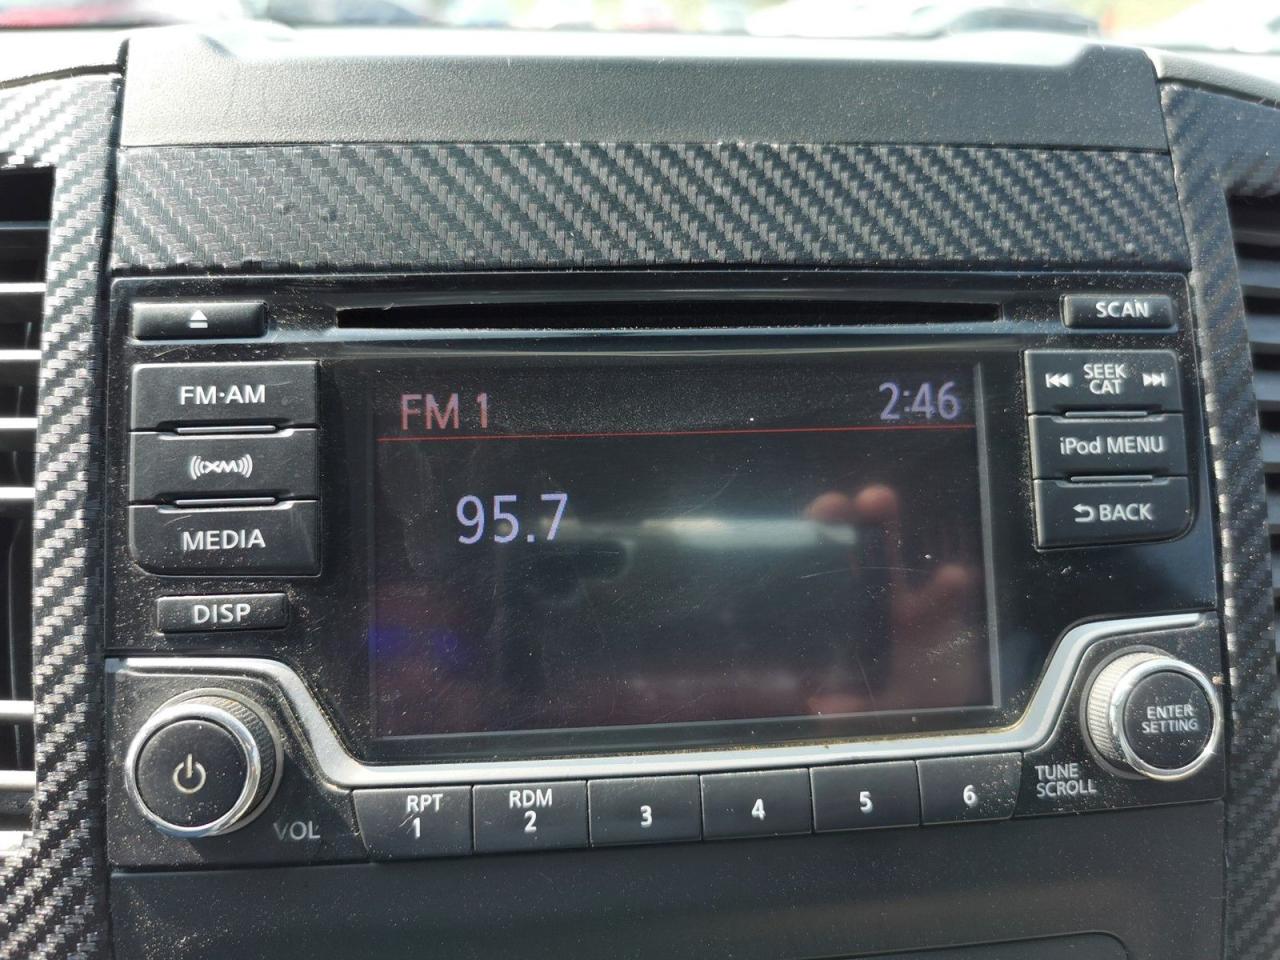 SCAN
FM·AM
SEEK
CAT
FM 1
2:46
XM
iPod MENU
95.7
MEDIA
BACK
DISP
ENTER
SETTING
TUNE
SCROLL
VOL
RPT
1
RDM
2
3
4
5
6